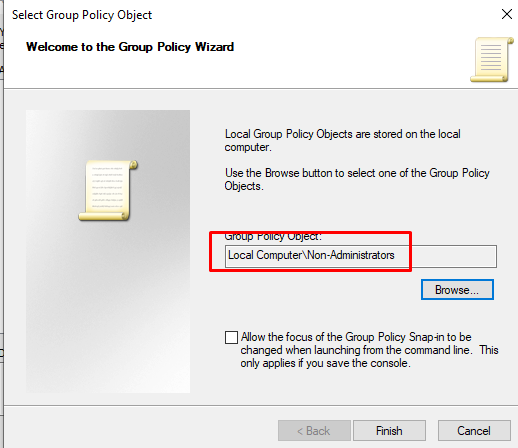 Select Group Policy Object
Welcome to the Group Policy Wizard
Local Group Policy Objects are stored on the local
computer.
Use the Browse button to select one of the Group Policy
Objects.
Group Policy Object:
Local Computer\Non-Administrators
Browse...
Allow the focus of the Group Policy Snap-in to be
changed when launching from the command line. This
only applies if you save the console.
< Back
Finish
Cancel